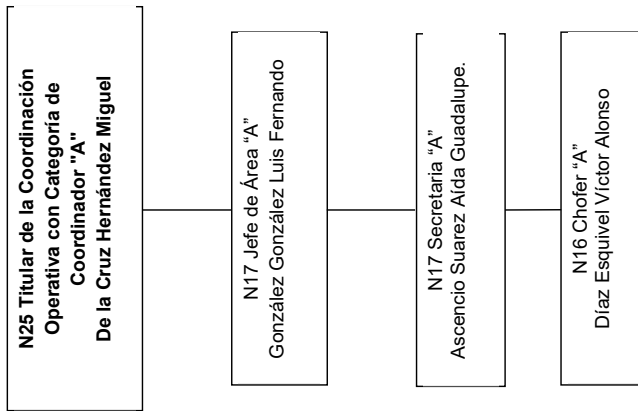 N25 Titular de la Coordinación
Operativa con Categoría de
Coordinador "A"
De la Cruz Hernández Miguel
N17 Jefe de Área “A”
González González Luis Fernando
N17 Secretaria “A”
Ascencio Suarez Aída Guadalupe.
N16 Chofer “A”
Díaz Esquivel Víctor Alonso